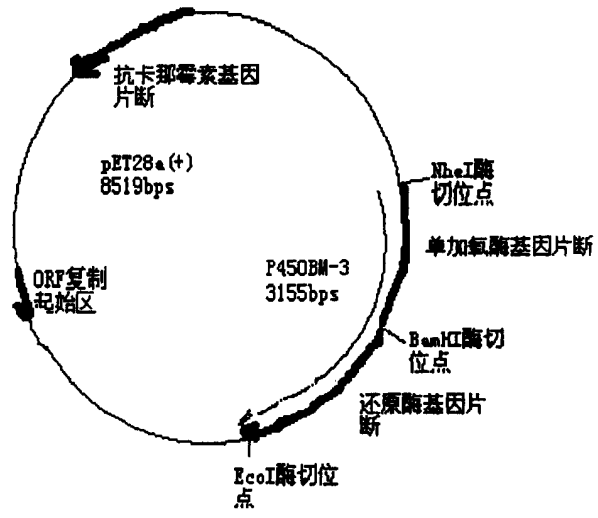 抗卡那霉素基因
片断
pET28a(+)
8519bps
NheI酶
切位点
单加氧酶基因片断
P450BM-3
3155bps
ORF复制
起始区
BamHI酶切
位点
还原酶基因片
断
EcoI酶切位
点